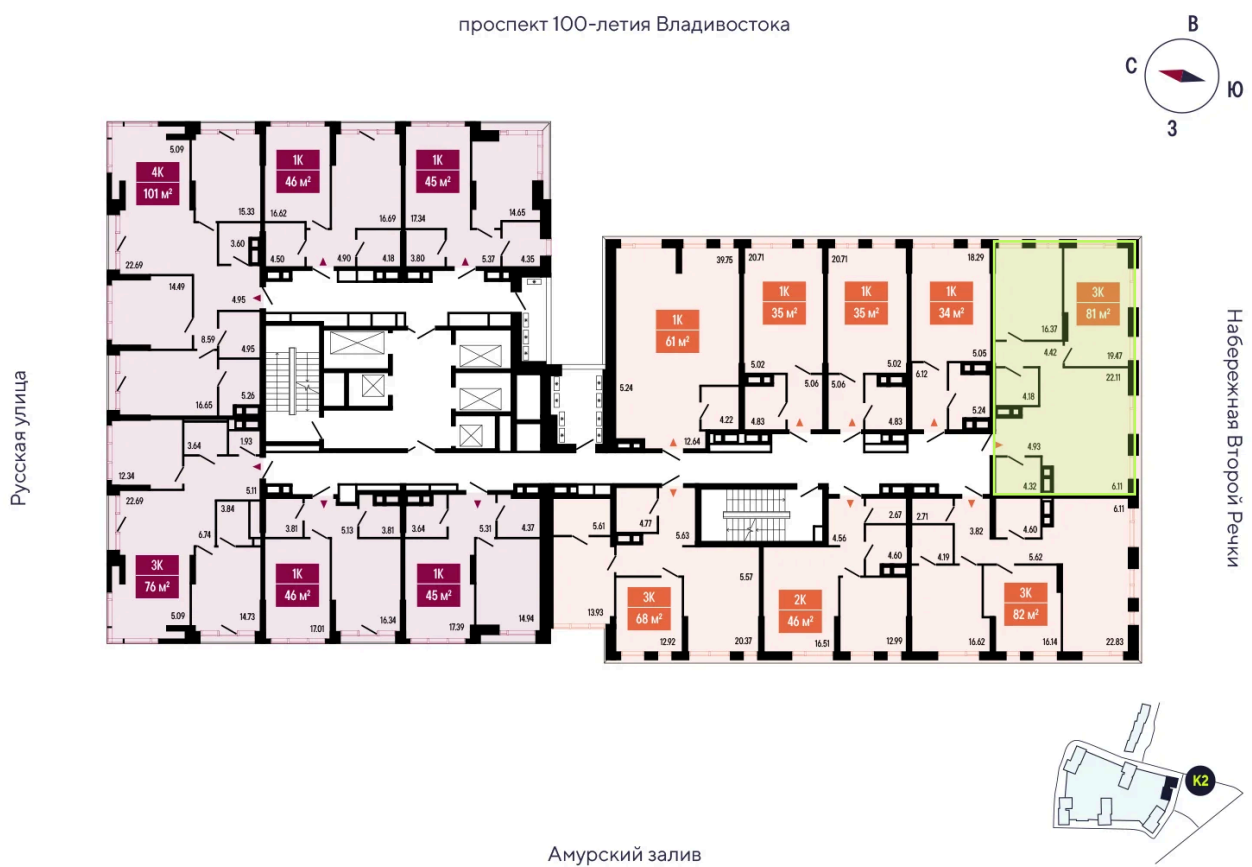 проспект 100-летия Владивостока
В
С
Ю
З
5.09
4К
101 м²
15.33
3.60
22.69
14.49
4.95
8.59
4.95
16.65
5.26
1К
46 м²
16.62
16.69
4.50
4.90
4.18
1К
45 м²
17.34
14.65
3.80
5.37
4.35
39.75
1К
61 м²
5.24
4.22
12.64
20.71
1К
35 м²
5.02
5.06
4.83
20.71
1К
35 м²
5.02
5.06
4.83
18.29
1К
34 м²
5.05
6.12
5.24
3К
81 м²
16.37
4.42
19.47
22.11
4.18
4.93
4.32
6.11
Русская улица
Набережная Второй Речки
3.64
1.93
12.34
22.69
5.11
3.84
6.74
3К
76 м²
5.09
14.73
3.81
5.13
3.81
1К
46 м²
17.01
16.34
3.64
5.31
4.37
1К
45 м²
17.39
14.94
5.61
4.77
5.63
5.57
13.93
3К
68 м²
12.92
20.37
2.67
4.56
4.60
2К
46 м²
16.51
12.99
2.71
3.82
4.60
6.11
4.19
5.62
3К
82 м²
16.62
16.14
22.83
К2
Амурский залив